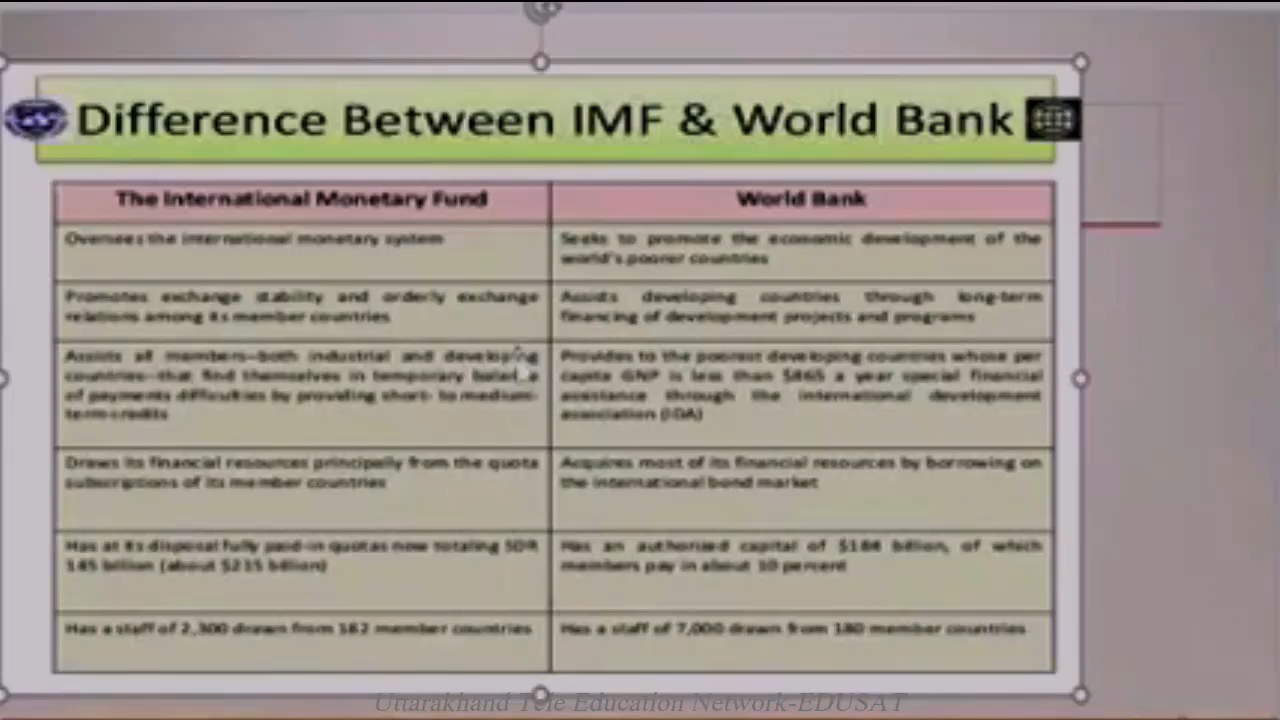 Difference Between IMF & World Bank
The International Monetary Fund
World Bank
Oversees the international monetary system
Seeks to promote the economic development of the
world's poorer countries
Promotes exchange stability and orderly exchange
relations among its member countries
Assists developing countries through long-term
financing of development projects and programs
Assists all members--both industrial and developing
countries--that find themselves in temporary balance
of payments difficulties by providing short- to medium-
term credits
Provides to the poorest developing countries whose per
capita GNP is less than $865 a year special financial
assistance through the international development
association (IDA)
Draws its financial resources principally from the quota
subscriptions of its member countries
Acquires most of its financial resources by borrowing on
the international bond market
Has at its disposal fully paid-in quotas now totaling SDR
145 billion (about $215 billion)
Has an authorized capital of $184 billion, of which
members pay in about 10 percent
Has a staff of 2,300 drawn from 182 member countries
Has a staff of 7,000 drawn from 180 member countries
Uttarakhand Tele Education Network-EDUSAT